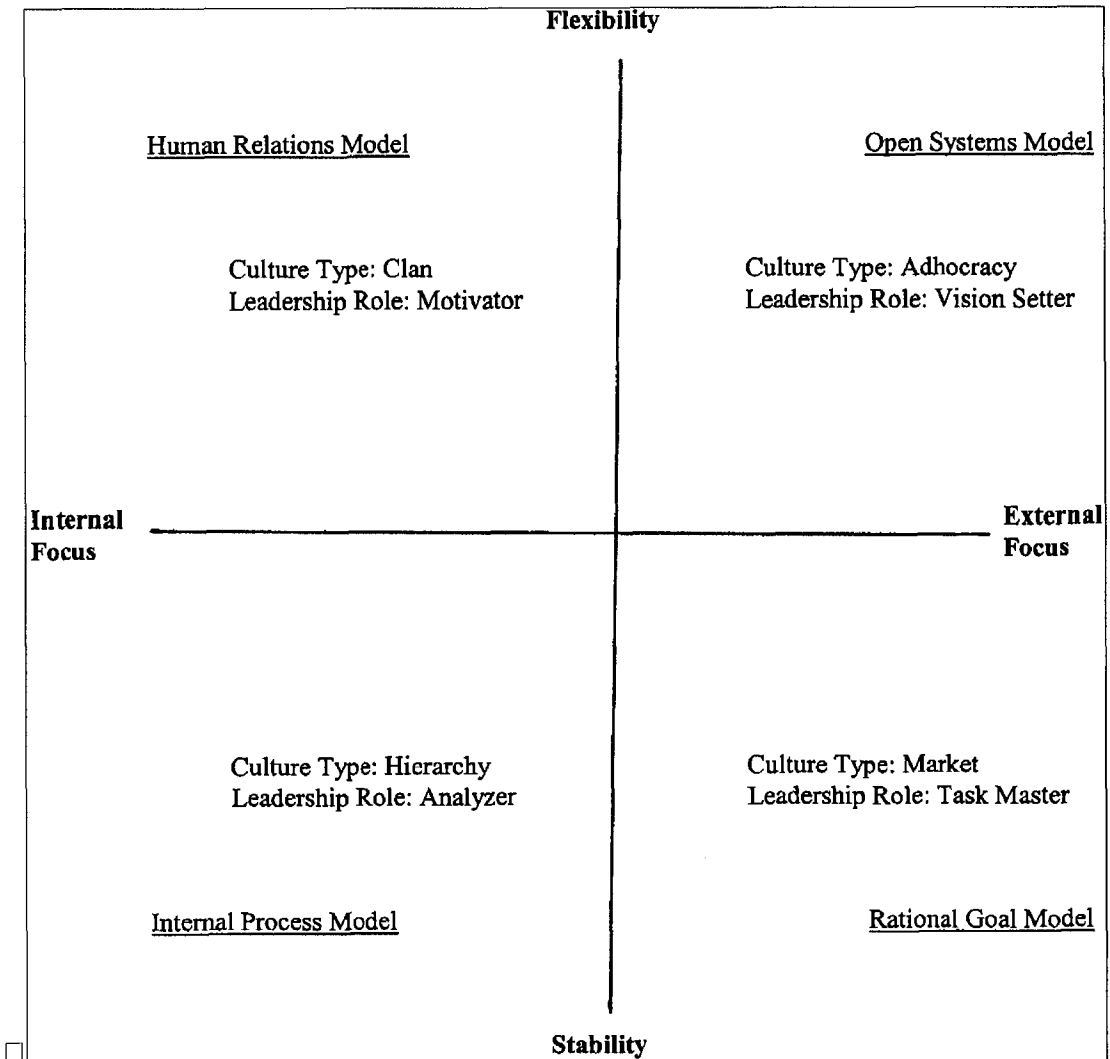 Flexibility
Human Relations Model
Open Systems Model
Culture Type: Clan
Leadership Role: Motivator
Culture Type: Adhocracy
Leadership Role: Vision Setter
Internal
Focus
External
Focus
Culture Type: Hierarchy
Leadership Role: Analyzer
Culture Type: Market
Leadership Role: Task Master
Internal Process Model
Rational Goal Model
Stability